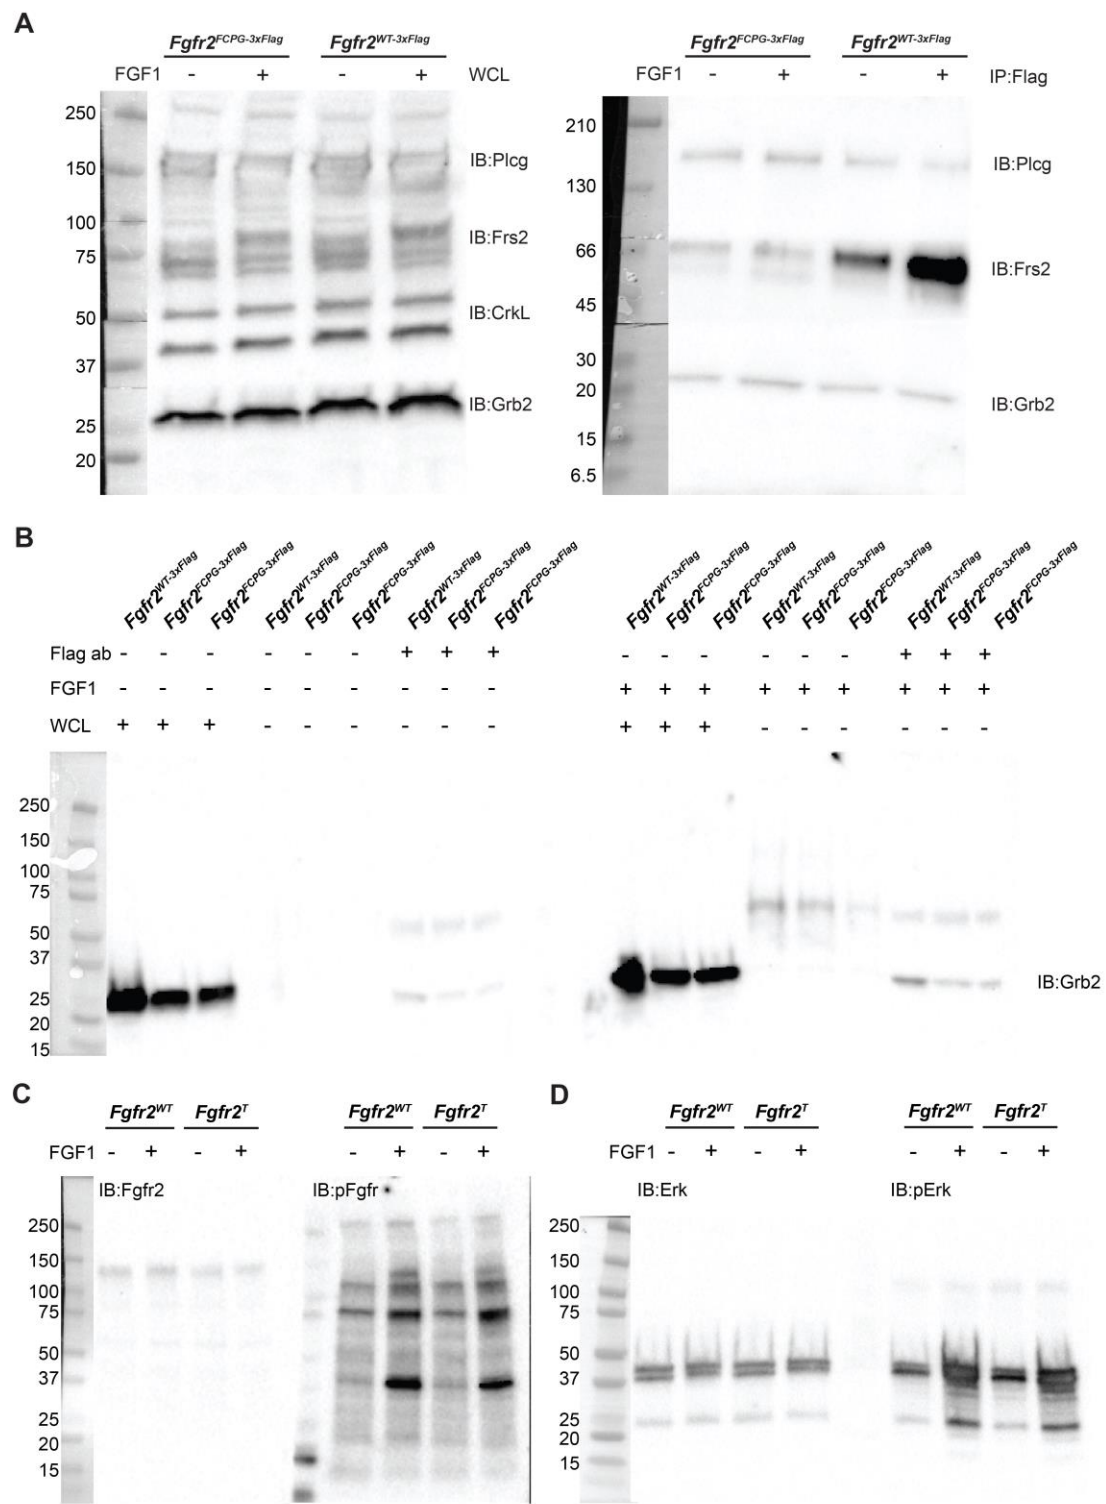 A
Fgfr2FCPG-3xFlag Fgfr2WT-3xFlag
FGF1 - + - + WCL
250
150
100
75
50
37
25
20
IB:Plcg
IB:Frs2
IB:CrkL
IB:Grb2
Fgfr2FCPG-3xFlag Fgfr2WT-3xFlag
FGF1 - + - + IP:Flag
210
130
66
45
30
20
15
6.5
IB:Plcg
IB:Frs2
IB:Grb2
B
Fgfr2WT-3xFlag Fgfr2FCPG-3xFlag Fgfr2FCPG-3xFlag Fgfr2WT-3xFlag Fgfr2FCPG-3xFlag Fgfr2FCPG-3xFlag Fgfr2WT-3xFlag Fgfr2FCPG-3xFlag Fgfr2FCPG-3xFlag Fgfr2WT-3xFlag Fgfr2FCPG-3xFlag Fgfr2FCPG-3xFlag Fgfr2WT-3xFlag Fgfr2FCPG-3xFlag Fgfr2FCPG-3xFlag Fgfr2WT-3xFlag Fgfr2FCPG-3xFlag Fgfr2FCPG-3xFlag
Flag ab - - - - - - + + + - - - - - - + + +
FGF1 - - - - - - - - - + + + + + + + + +
WCL + + + - - - - - - + + + - - - - - -
250
150
100
75
50
37
25
20
15
IB:Grb2
C
Fgfr2WT Fgfr2T Fgfr2WT Fgfr2T
FGF1 - + - + - + - +
IB:Fgfr2 IB:pFgfr
250
150
100
75
50
37
25
20
15
D
Fgfr2WT Fgfr2T Fgfr2WT Fgfr2T
FGF1 - + - + - + - +
IB:Erk IB:pErk
250
150
100
75
50
37
25
20
15